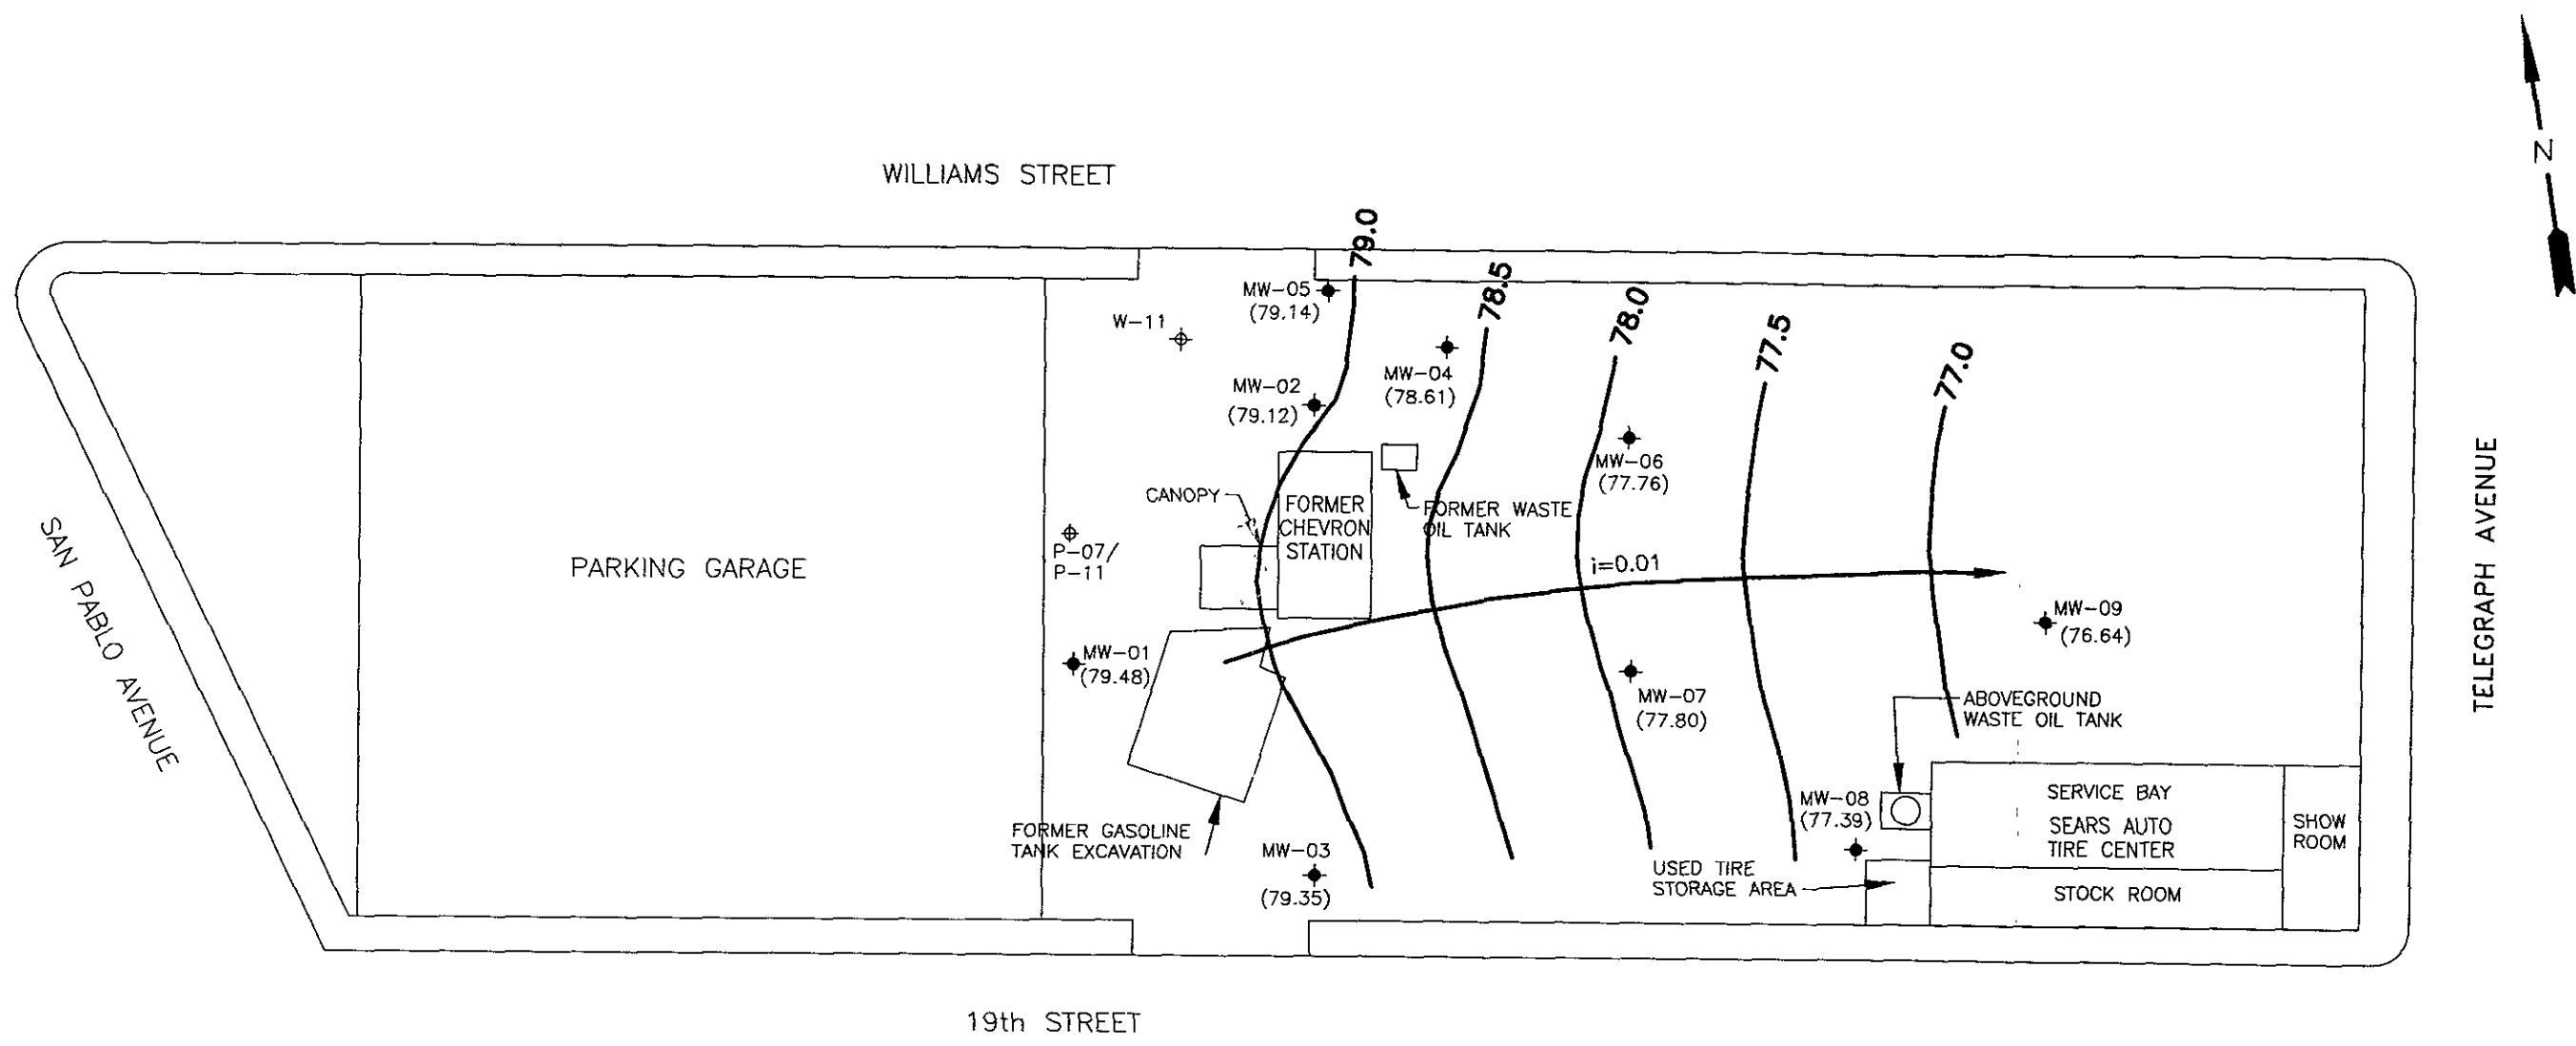 WILLIAMS STREET
N
79.0
78.5
78.0
77.5
77.0
MW-05
(79.14)
W-11
MW-02
(79.12)
MW-04
(78.61)
MW-06
(77.76)
CANOPY
FORMER
CHEVRON
STATION
FORMER WASTE
OIL TANK
P-07/
P-11
i=0.01
PARKING GARAGE
SAN PABLO AVENUE
TELEGRAPH AVENUE
MW-01
(79.48)
MW-09
(76.64)
MW-07
(77.80)
ABOVEGROUND
WASTE OIL TANK
MW-08
(77.39)
SERVICE BAY
SEARS AUTO
TIRE CENTER
SHOW
ROOM
STOCK ROOM
FORMER GASOLINE
TANK EXCAVATION
MW-03
(79.35)
USED TIRE
STORAGE AREA
19th STREET